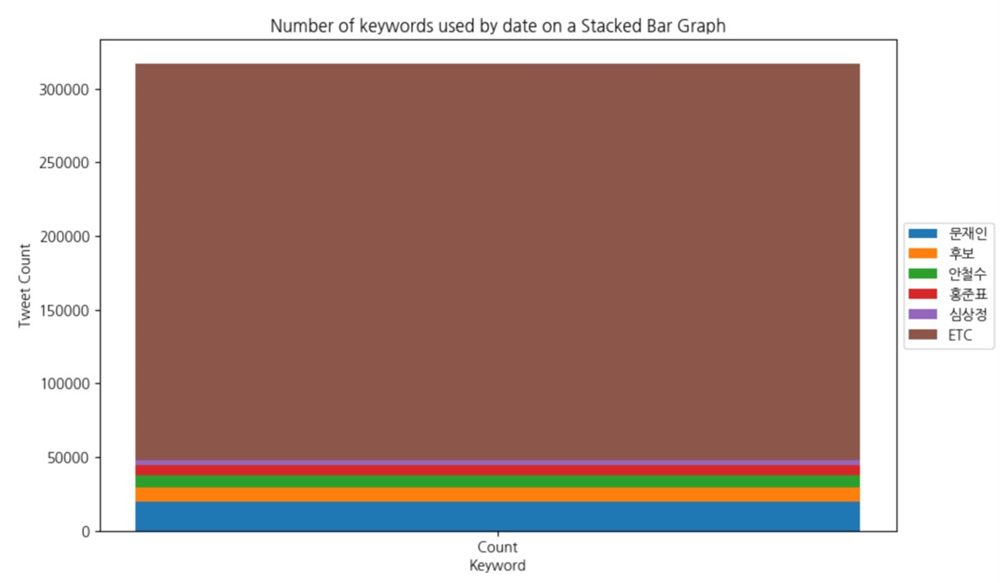 Number of keywords used by date on a Stacked Bar Graph
300000
250000
200000
150000
100000
50000
0
Tweet Count
Count
Keyword
문재인
후보
안철수
홍준표
심상정
ETC